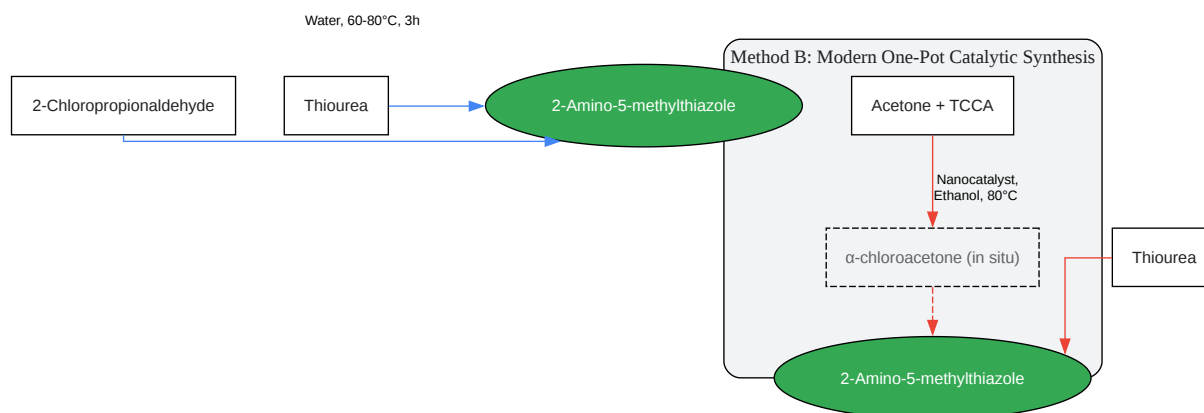 Water, 60-80°C, 3h
Method B: Modern One-Pot Catalytic Synthesis
2-Chloropropionaldehyde
Thiourea
2-Amino-5-methylthiazole
Acetone + TCCA
Nanocatalyst,
Ethanol, 80°C
α-chloroacetone (in situ)
Thiourea
2-Amino-5-methylthiazole